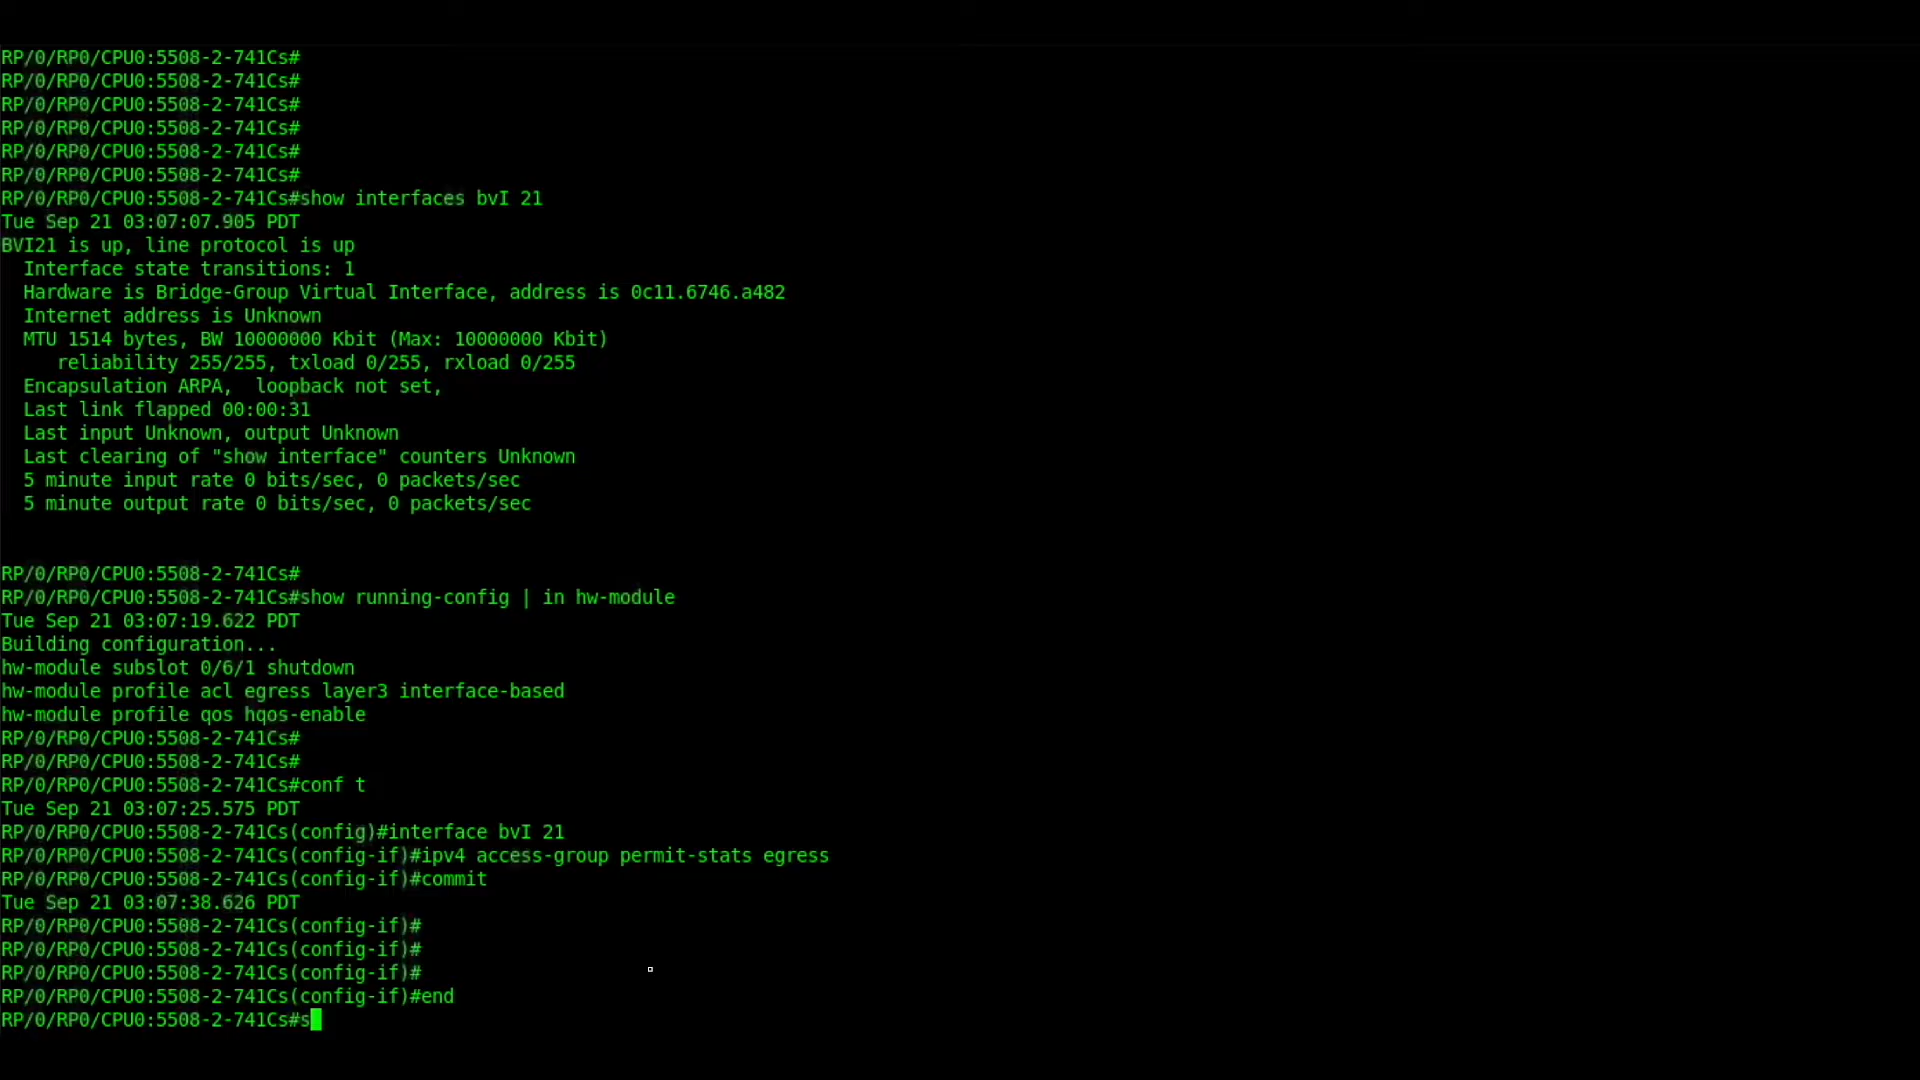 RP/0/RP0/CPU0:5508-2-741Cs#
RP/0/RP0/CPU0:5508-2-741Cs#
RP/0/RP0/CPU0:5508-2-741Cs#
RP/0/RP0/CPU0:5508-2-741Cs#
RP/0/RP0/CPU0:5508-2-741Cs#
RP/0/RP0/CPU0:5508-2-741Cs#
RP/0/RP0/CPU0:5508-2-741Cs#show interfaces bvI 21
Tue Sep 21 03:07:07.905 PDT
BVI21 is up, line protocol is up
  Interface state transitions: 1
  Hardware is Bridge-Group Virtual Interface, address is 0c11.6746.a482
  Internet address is Unknown
  MTU 1514 bytes, BW 10000000 Kbit (Max: 10000000 Kbit)
     reliability 255/255, txload 0/255, rxload 0/255
  Encapsulation ARPA,  loopback not set,
  Last link flapped 00:00:31
  Last input Unknown, output Unknown
  Last clearing of "show interface" counters Unknown
  5 minute input rate 0 bits/sec, 0 packets/sec
  5 minute output rate 0 bits/sec, 0 packets/sec
RP/0/RP0/CPU0:5508-2-741Cs#
RP/0/RP0/CPU0:5508-2-741Cs#show running-config | in hw-module
Tue Sep 21 03:07:19.622 PDT
Building configuration...
hw-module subslot 0/6/1 shutdown
hw-module profile acl egress layer3 interface-based
hw-module profile qos hqos-enable
RP/0/RP0/CPU0:5508-2-741Cs#
RP/0/RP0/CPU0:5508-2-741Cs#
RP/0/RP0/CPU0:5508-2-741Cs#conf t
Tue Sep 21 03:07:25.575 PDT
RP/0/RP0/CPU0:5508-2-741Cs(config)#interface bvI 21
RP/0/RP0/CPU0:5508-2-741Cs(config-if)#ipv4 access-group permit-stats egress
RP/0/RP0/CPU0:5508-2-741Cs(config-if)#commit
Tue Sep 21 03:07:38.626 PDT
RP/0/RP0/CPU0:5508-2-741Cs(config-if)#
RP/0/RP0/CPU0:5508-2-741Cs(config-if)#
RP/0/RP0/CPU0:5508-2-741Cs(config-if)#
RP/0/RP0/CPU0:5508-2-741Cs(config-if)#end
RP/0/RP0/CPU0:5508-2-741Cs#s